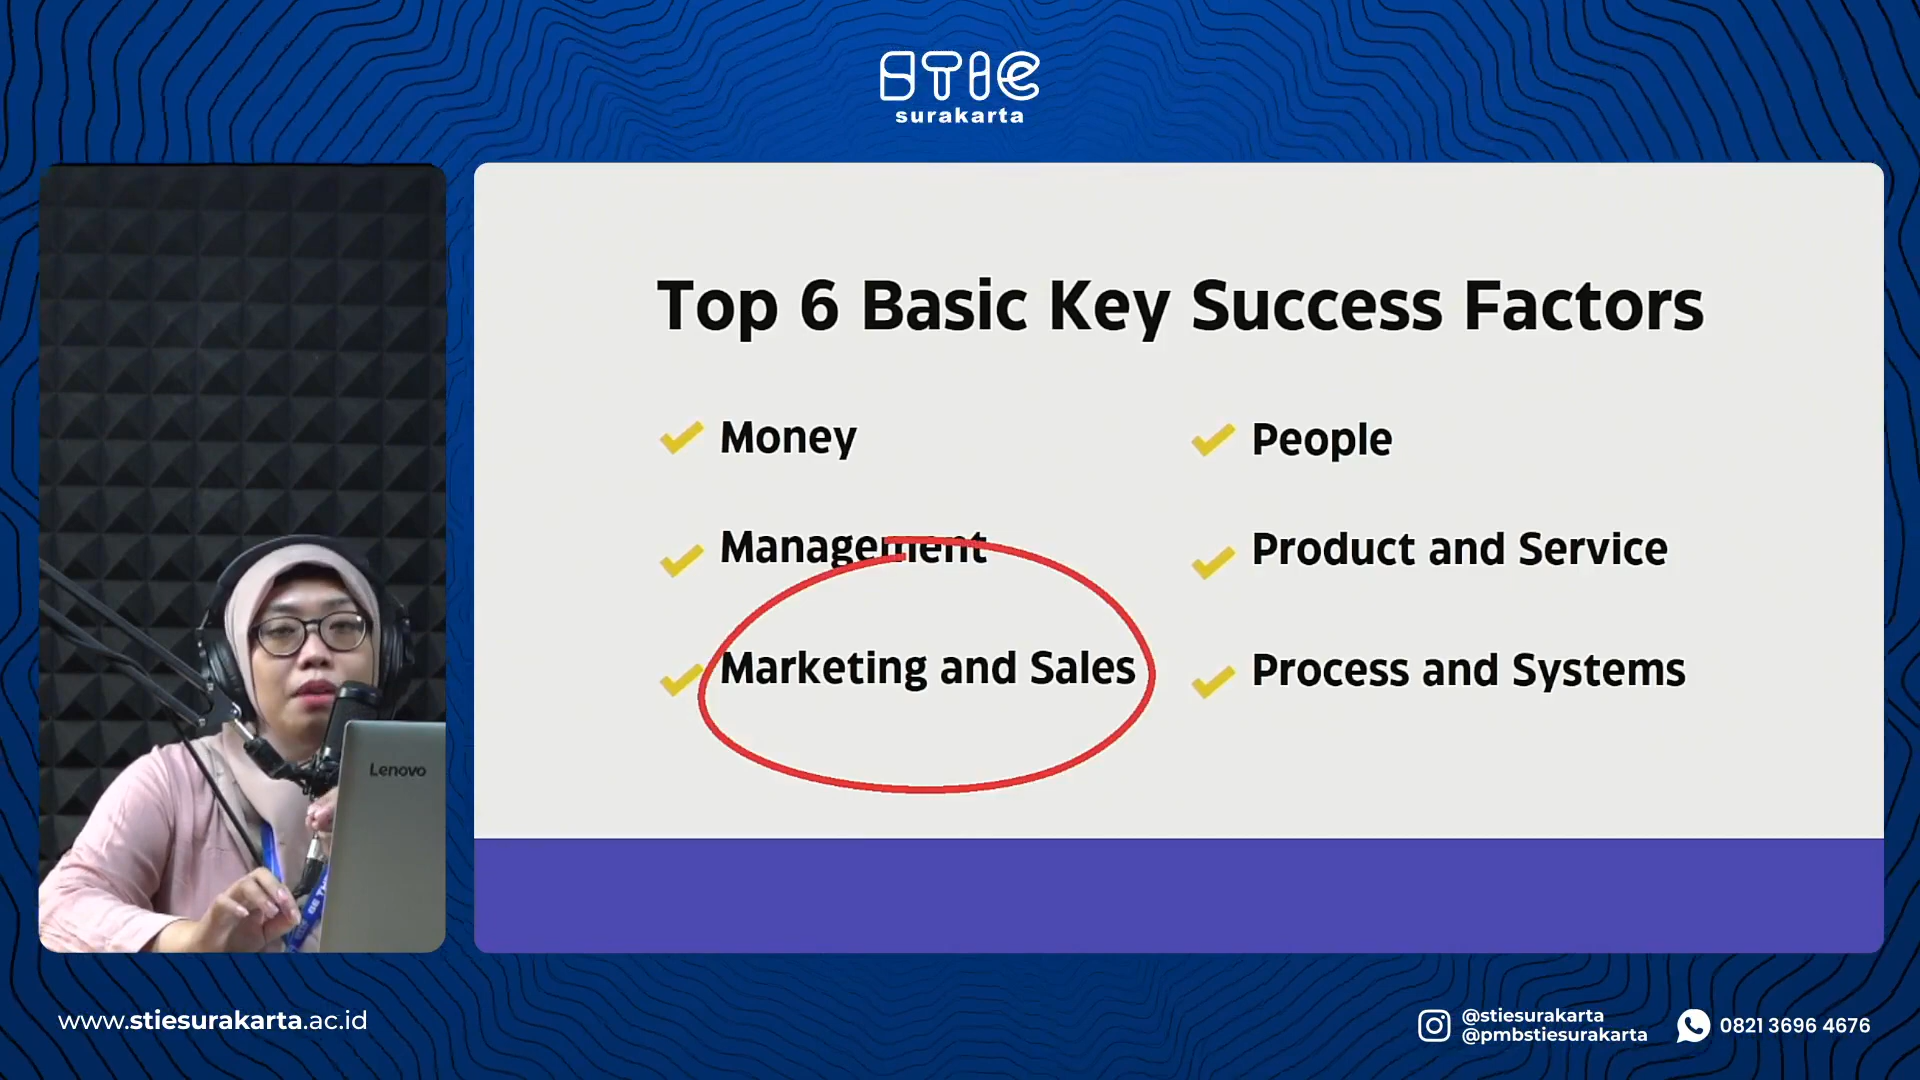 STIE
surakarta
Top 6 Basic Key Success Factors
Money
People
Management
Product and Service
Marketing and Sales
Process and Systems
Lenovo
www.stiesurakarta.ac.id
@stiesurakarta
@pmbstiesurakarta
0821 3696 4676